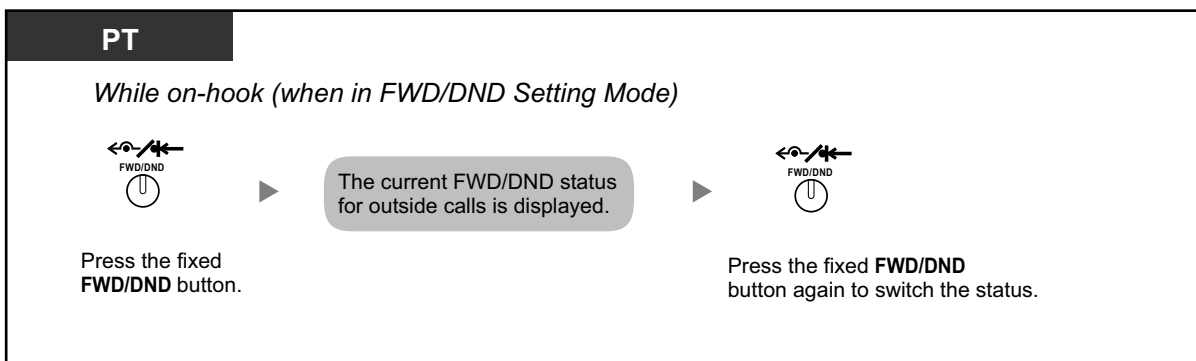 PT
While on-hook (when in FWD/DND Setting Mode)
FWD/DND
The current FWD/DND status
for outside calls is displayed.
FWD/DND
Press the fixed
FWD/DND button.
Press the fixed FWD/DND
button again to switch the status.